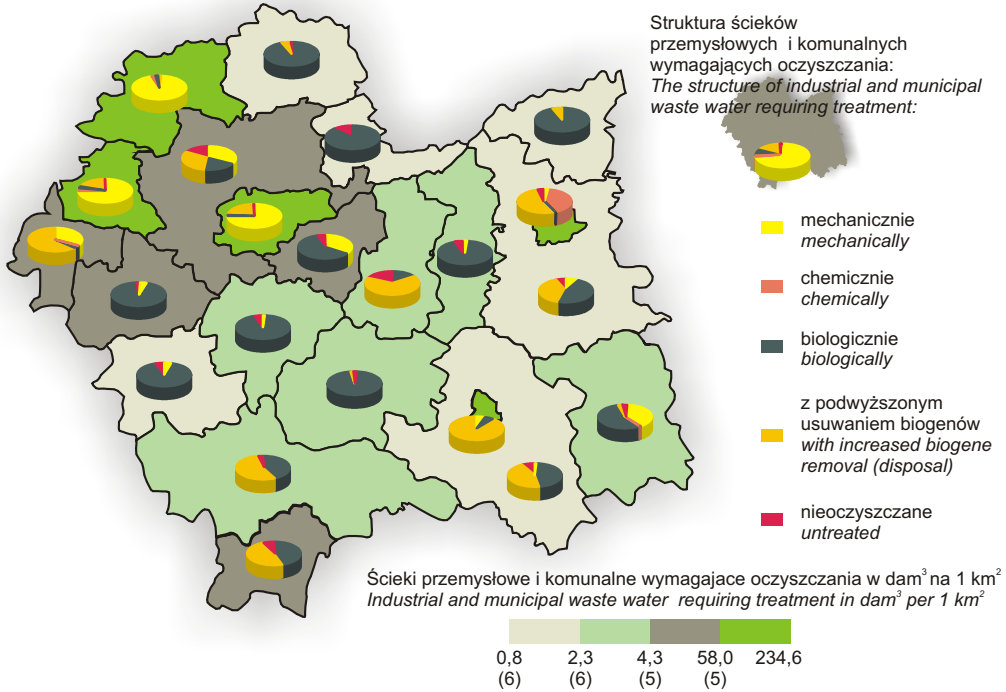 Struktura ścieków
przemysłowych i komunalnych
wymagających oczyszczania:
The structure of industrial and municipal
waste water requiring treatment:
mechanicznie
mechanically
chemicznie
chemically
biologicznie
biologically
z podwyższonym
usuwaniem biogenów
with increased biogene
removal (disposal)
nieoczyszczane
untreated
Ścieki przemysłowe i komunalne wymagajace oczyszczania w dam³ na 1 km²
Industrial and municipal waste water requiring treatment in dam³ per 1 km²
0,8 2,3 4,3 58,0 234,6
(6) (6) (5) (5)